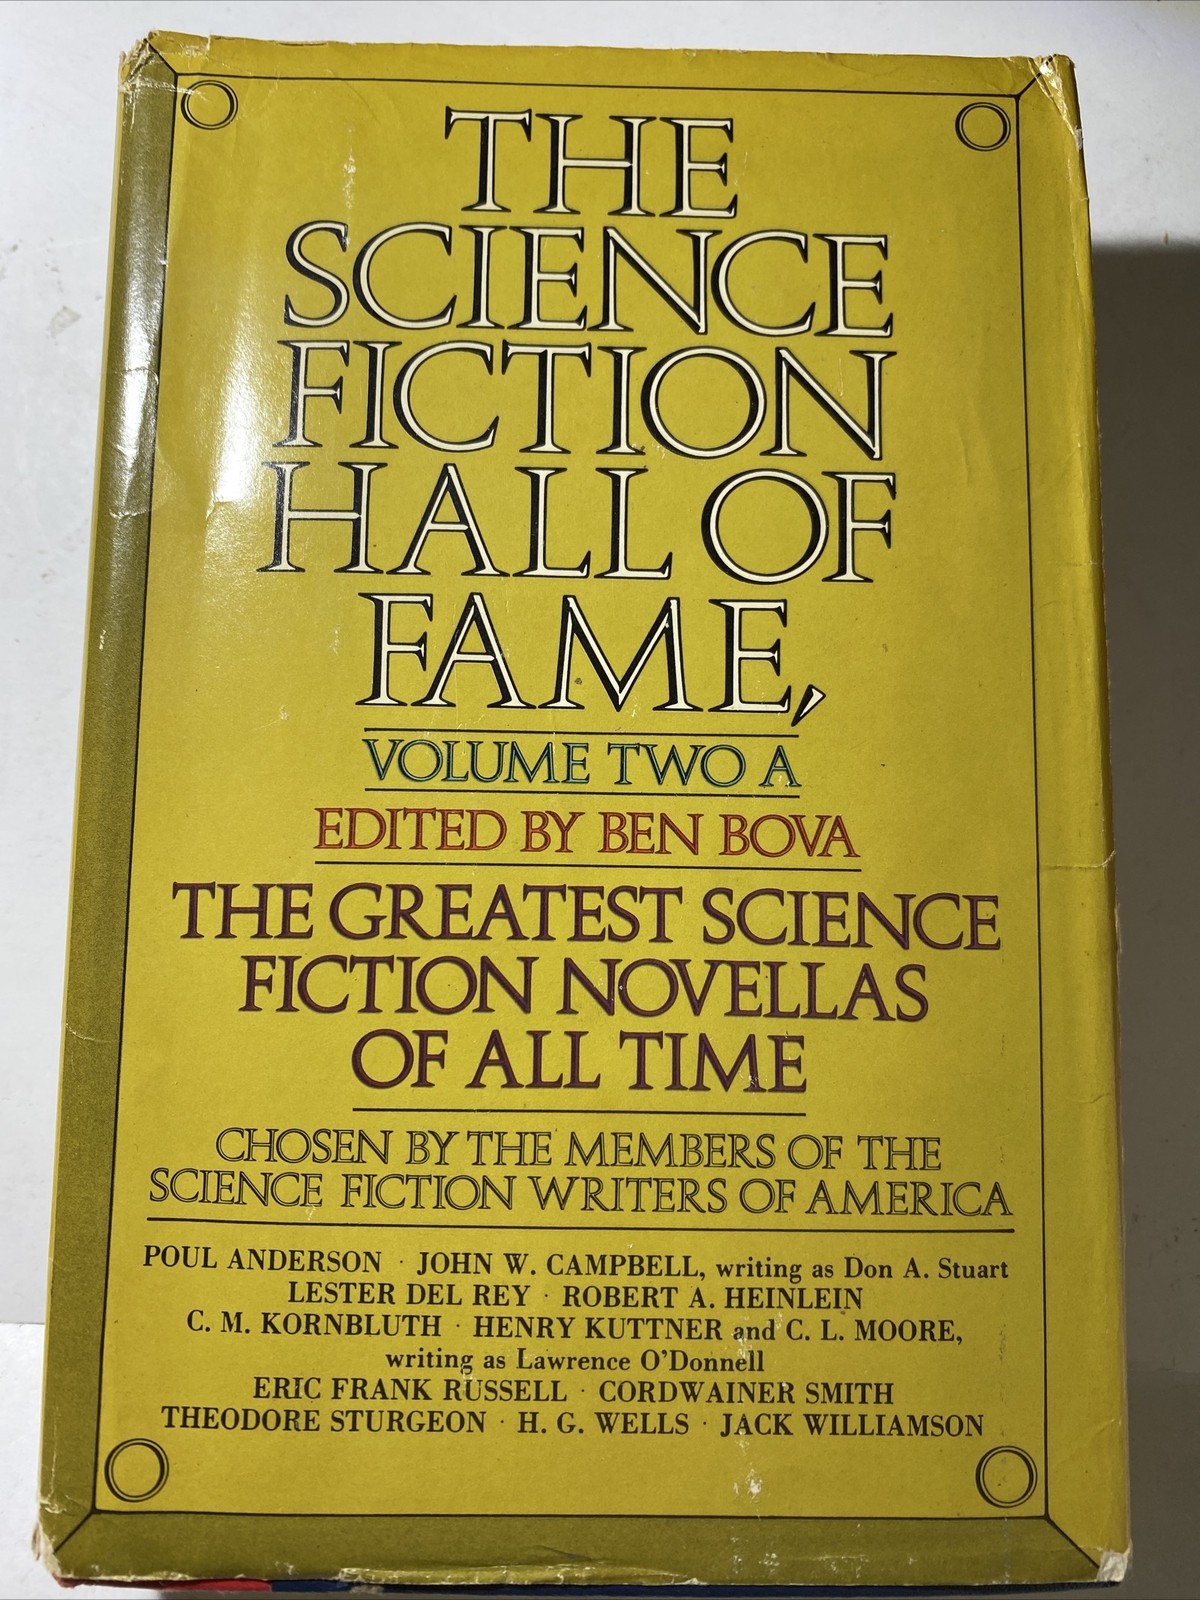 THE
SCIENCE
FICTION
HALL OF
FAME,
VOLUME TWO A
EDITED BY BEN BOVA
THE GREATEST SCIENCE
FICTION NOVELLAS
OF ALL TIME
CHOSEN BY THE MEMBERS OF THE
SCIENCE FICTION WRITERS OF AMERICA
POUL ANDERSON · JOHN W. CAMPBELL, writing as Don A. Stuart
LESTER DEL REY · ROBERT A. HEINLEIN
C. M. KORNBLUTH · HENRY KUTTNER and C. L. MOORE,
writing as Lawrence O'Donnell
ERIC FRANK RUSSELL · CORDWAINER SMITH
THEODORE STURGEON · H. G. WELLS · JACK WILLIAMSON